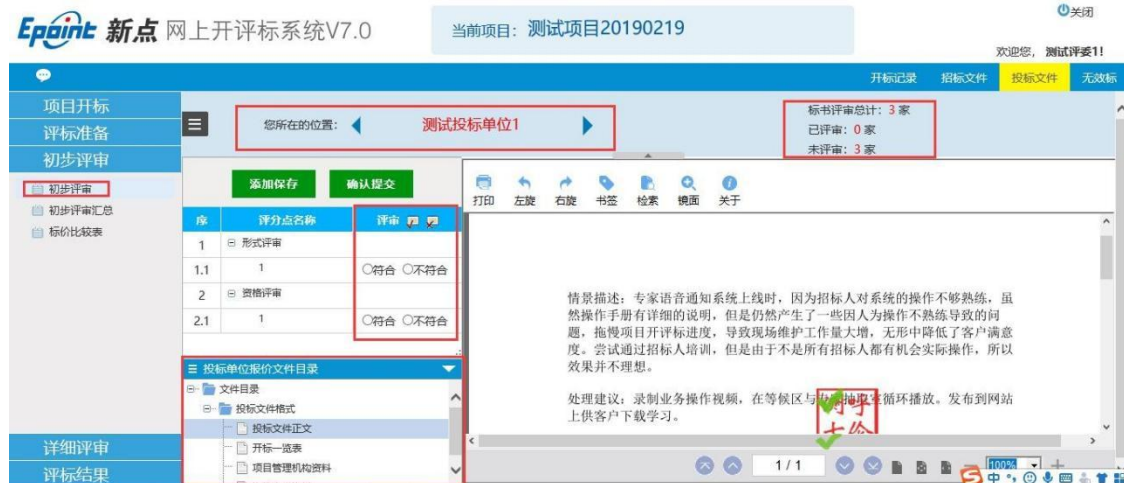 Epoint 新点 网上开评标系统V7.0
当前项目：测试项目20190219
关闭
欢迎您，测试评委1！
开标记录 招标文件 投标文件 无效标
项目开标
评标准备
初步评审
初步评审
初步评审汇总
标价比较表
详细评审
评标结果
您所在的位置：
测试投标单位1
标书评审总计：3 家
已评审：0 家
未评审：3 家
添加保存 确认提交
序 评分点名称 评审
1 形式评审
1.1 1 符合 不符合
2 资格评审
2.1 1 符合 不符合
投标单位报价文件目录
文件目录
投标文件格式
投标文件正文
开标一览表
项目管理机构资料
打印 左旋 右旋 书签 检索 镜面 关于
情景描述：专家语音通知系统上线时，因为招标人对系统的操作不够熟练，虽
然操作手册有详细的说明，但是仍然产生了一些因人为操作不熟练导致的问
题，拖慢项目开评标进度，导致现场维护工作量大增，无形中降低了客户满意
度。尝试通过招标人培训，但是由于不是所有招标人都有机会实际操作，所以
效果并不理想。
处理建议：录制业务操作视频，在等候区与专家抽取室循环播放。发布到网站
上供客户下载学习。
1 / 1
100%
中